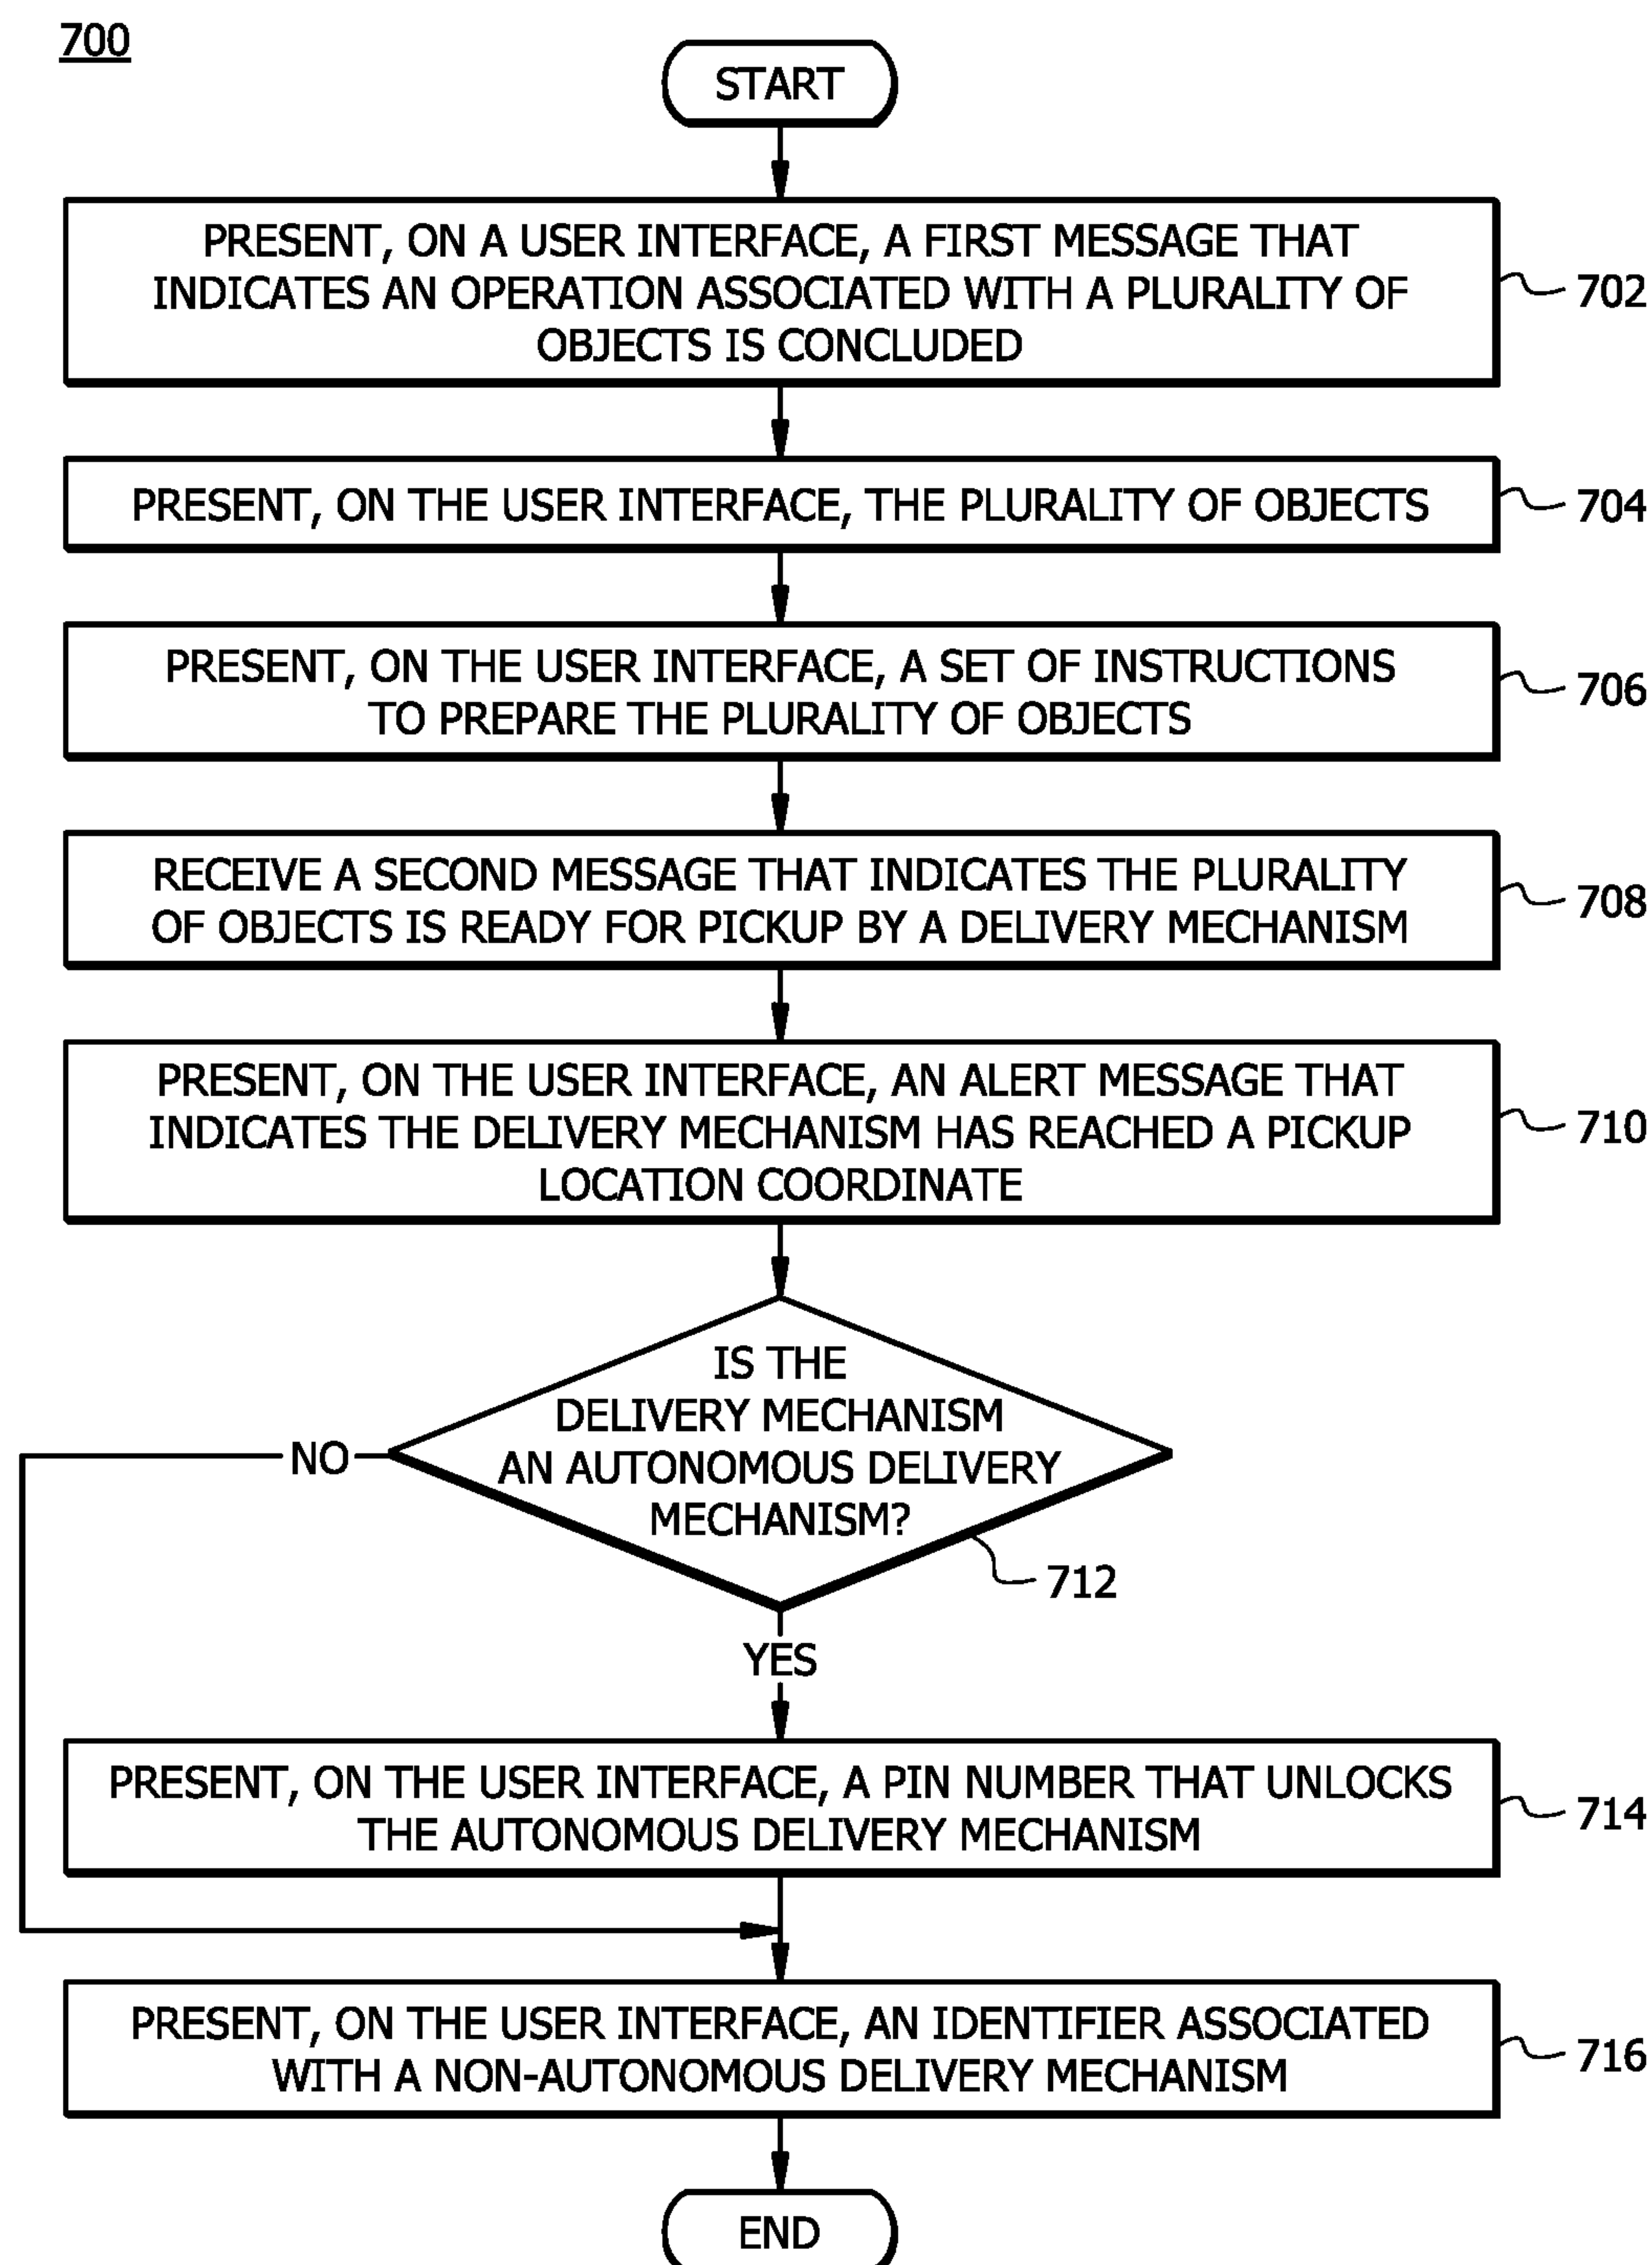 700
START
PRESENT, ON A USER INTERFACE, A FIRST MESSAGE THAT
INDICATES AN OPERATION ASSOCIATED WITH A PLURALITY OF
OBJECTS IS CONCLUDED
702
PRESENT, ON THE USER INTERFACE, THE PLURALITY OF OBJECTS
704
PRESENT, ON THE USER INTERFACE, A SET OF INSTRUCTIONS
TO PREPARE THE PLURALITY OF OBJECTS
706
RECEIVE A SECOND MESSAGE THAT INDICATES THE PLURALITY
OF OBJECTS IS READY FOR PICKUP BY A DELIVERY MECHANISM
708
PRESENT, ON THE USER INTERFACE, AN ALERT MESSAGE THAT
INDICATES THE DELIVERY MECHANISM HAS REACHED A PICKUP
LOCATION COORDINATE
710
IS THE
DELIVERY MECHANISM
AN AUTONOMOUS DELIVERY
MECHANISM?
NO
712
YES
PRESENT, ON THE USER INTERFACE, A PIN NUMBER THAT UNLOCKS
THE AUTONOMOUS DELIVERY MECHANISM
714
PRESENT, ON THE USER INTERFACE, AN IDENTIFIER ASSOCIATED
WITH A NON-AUTONOMOUS DELIVERY MECHANISM
716
END